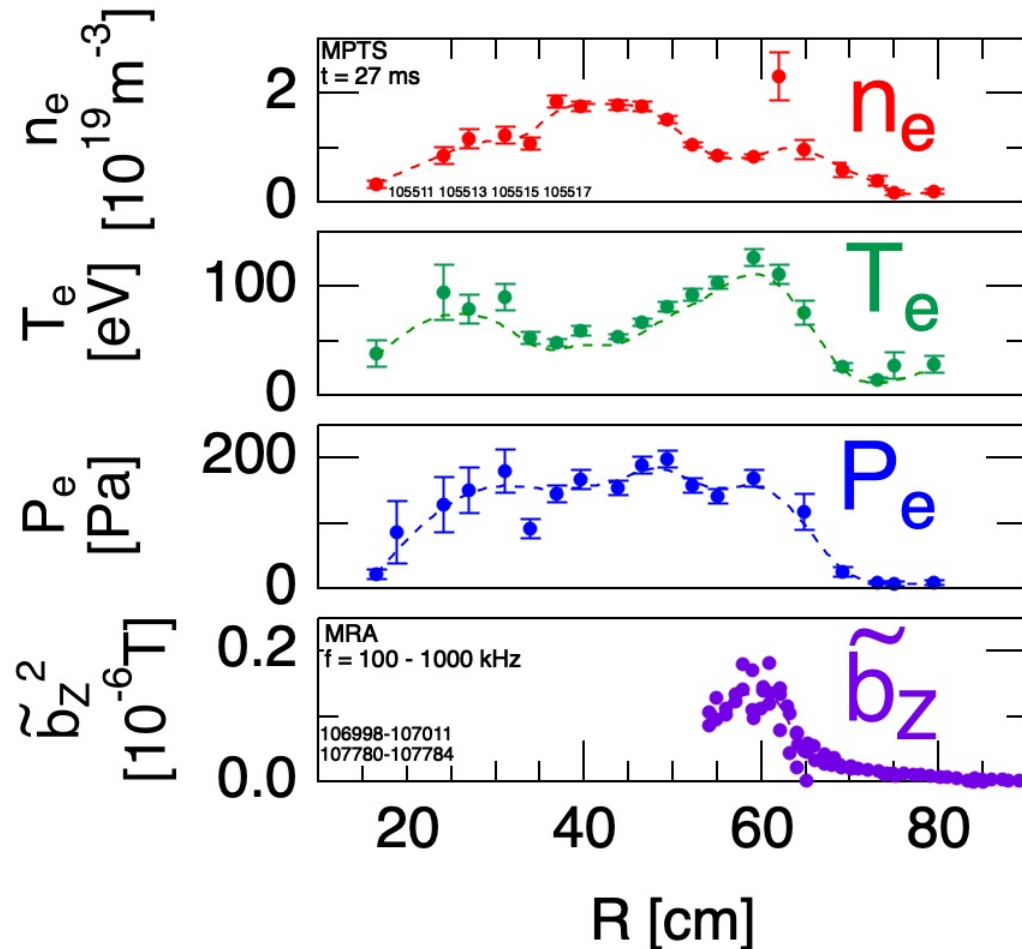 n_e
[10^19 m^-3]
2
0
MPTS
t = 27 ms
n_e
105511 105513 105515 105517
T_e
[eV]
100
0
T_e
P_e
[Pa]
200
0
P_e
b̃_Z^2
[10^-6 T]
0.2
0.0
MRA
f = 100 - 1000 kHz
b̃_Z
106998-107011
107780-107784
20 40 60 80
R [cm]